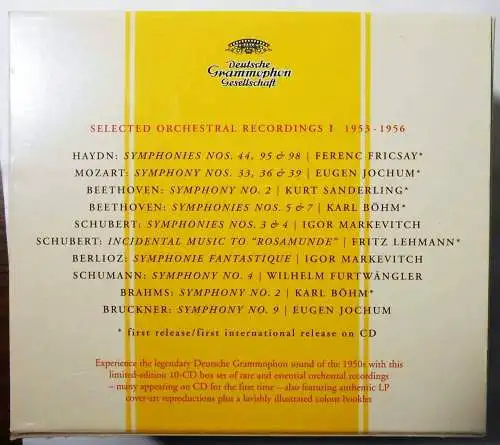 Deutsche
Grammophon
Gesellschaft
SELECTED ORCHESTRAL RECORDINGS I 1953-1956
HAYDN: SYMPHONIES NOS. 44, 95 & 98 | FERENC FRICSAY*
MOZART: SYMPHONY NOS. 33, 36 & 39 | EUGEN JOCHUM*
BEETHOVEN: SYMPHONY NO. 2 | KURT SANDERLING*
BEETHOVEN: SYMPHONIES NOS. 5 & 7 | KARL BÖHM*
SCHUBERT: SYMPHONIES NOS. 3 & 4 | IGOR MARKEVITCH
SCHUBERT: INCIDENTAL MUSIC TO "ROSAMUNDE" | FRITZ LEHMANN*
BERLIOZ: SYMPHONIE FANTASTIQUE | IGOR MARKEVITCH
SCHUMANN: SYMPHONY NO. 4 | WILHELM FURTWÄNGLER
BRAHMS: SYMPHONY NO. 2 | KARL BÖHM*
BRUCKNER: SYMPHONY NO. 9 | EUGEN JOCHUM
* first release/first international release on CD
Experience the legendary Deutsche Grammophon sound of the 1950s with this
limited-edition 10-CD box set of rare and essential orchestral recordings
– many appearing on CD for the first time – also featuring authentic LP
cover-art reproductions plus a lavishly illustrated colour booklet